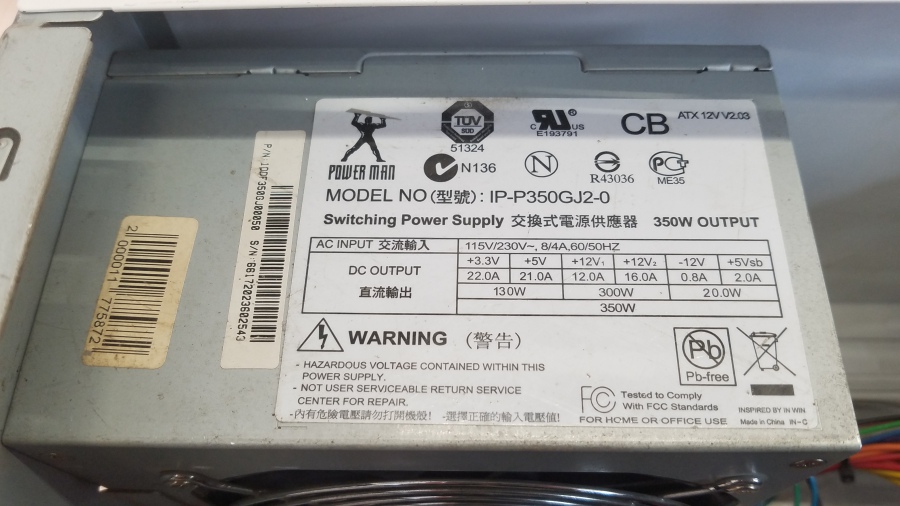 POWER MAN
TÜV
SÜD
51324
C US ®
E193791
CB
ATX 12V V2.03
N136
N
R43036
ME35
MODEL NO(型號): IP-P350GJ2-0
Switching Power Supply 交換式電源供應器 350W OUTPUT
AC INPUT 交流輸入 115V/230V~, 8/4A,60/50HZ
DC OUTPUT 直流輸出
+3.3V +5V +12V₁ +12V₂ -12V +5Vsb
22.0A 21.0A 12.0A 16.0A 0.8A 2.0A
130W 300W 20.0W
350W
WARNING (警告)
- HAZARDOUS VOLTAGE CONTAINED WITHIN THIS
POWER SUPPLY.
- NOT USER SERVICEABLE RETURN SERVICE
CENTER FOR REPAIR.
-內有危險電壓請勿打開機殼! -選擇正確的輸入電壓值!
Pb
Pb-free
FC
Tested to Comply
With FCC Standards
FOR HOME OR OFFICE USE
INSPIRED BY IN WIN
Made in China IN-C
P/N:IDDF350GJ00050 S/N:66172023602543
2 000011 775872